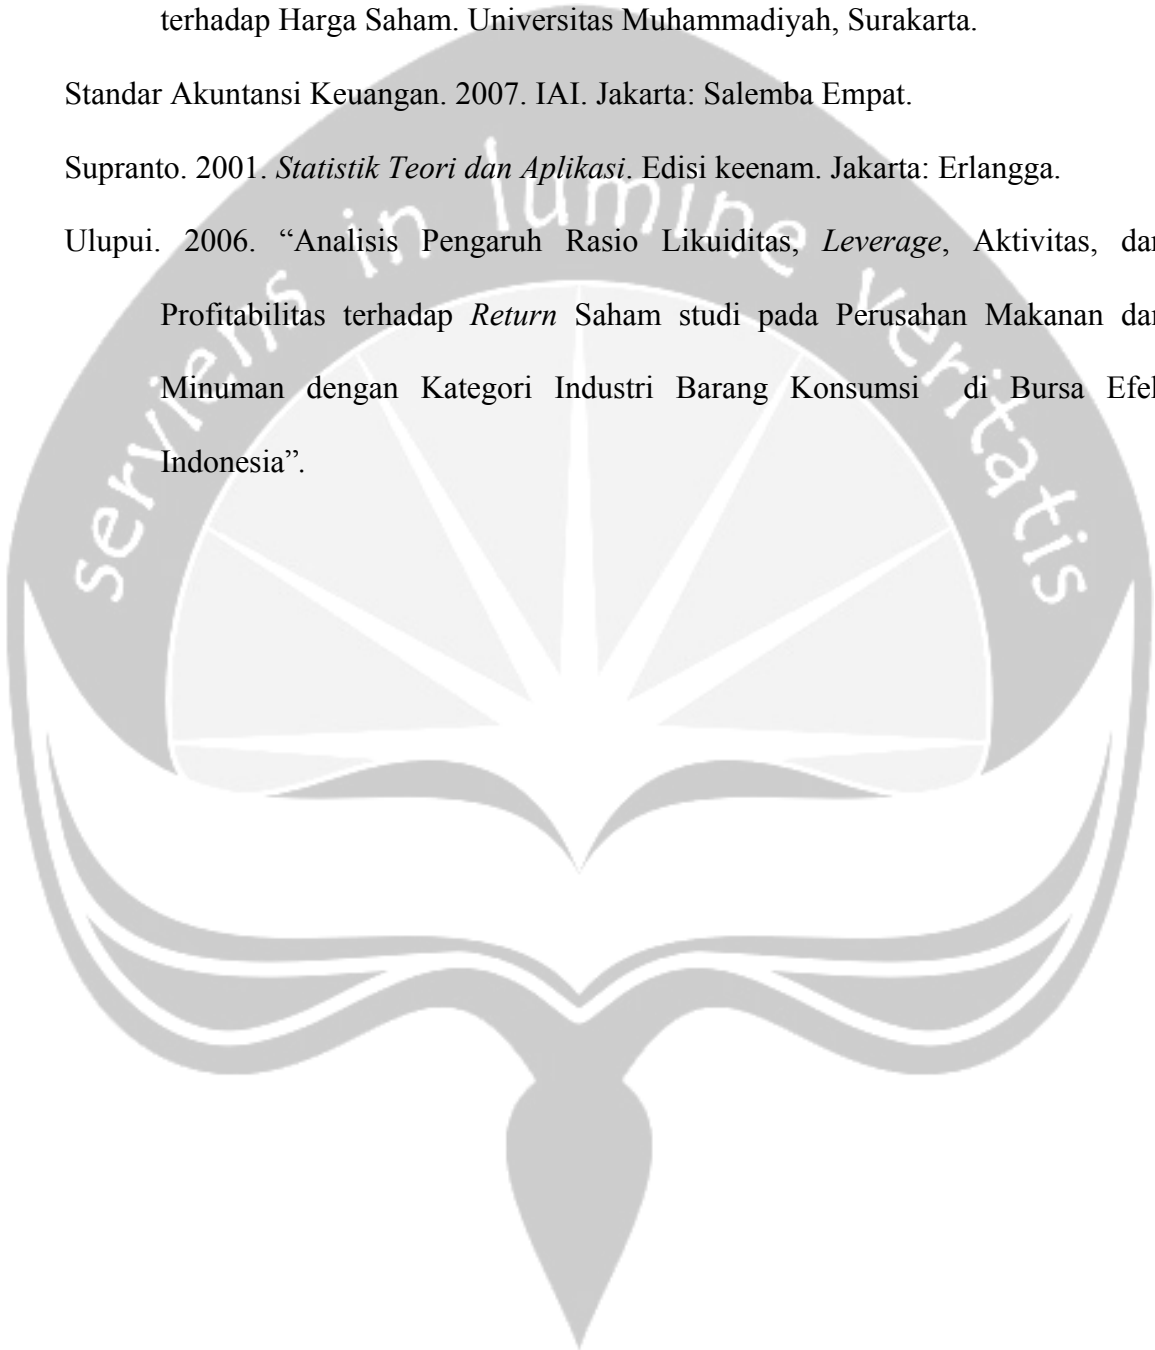 terhadap Harga Saham. Universitas Muhammadiyah, Surakarta.
Standar Akuntansi Keuangan. 2007. IAI. Jakarta: Salemba Empat.
Supranto. 2001. Statistik Teori dan Aplikasi. Edisi keenam. Jakarta: Erlangga.
Ulupui. 2006. “Analisis Pengaruh Rasio Likuiditas, Leverage, Aktivitas, dan
Profitabilitas terhadap Return Saham studi pada Perusahan Makanan dan
Minuman dengan Kategori Industri Barang Konsumsi di Bursa Efek
Indonesia”.
serviens in lumine veritatis